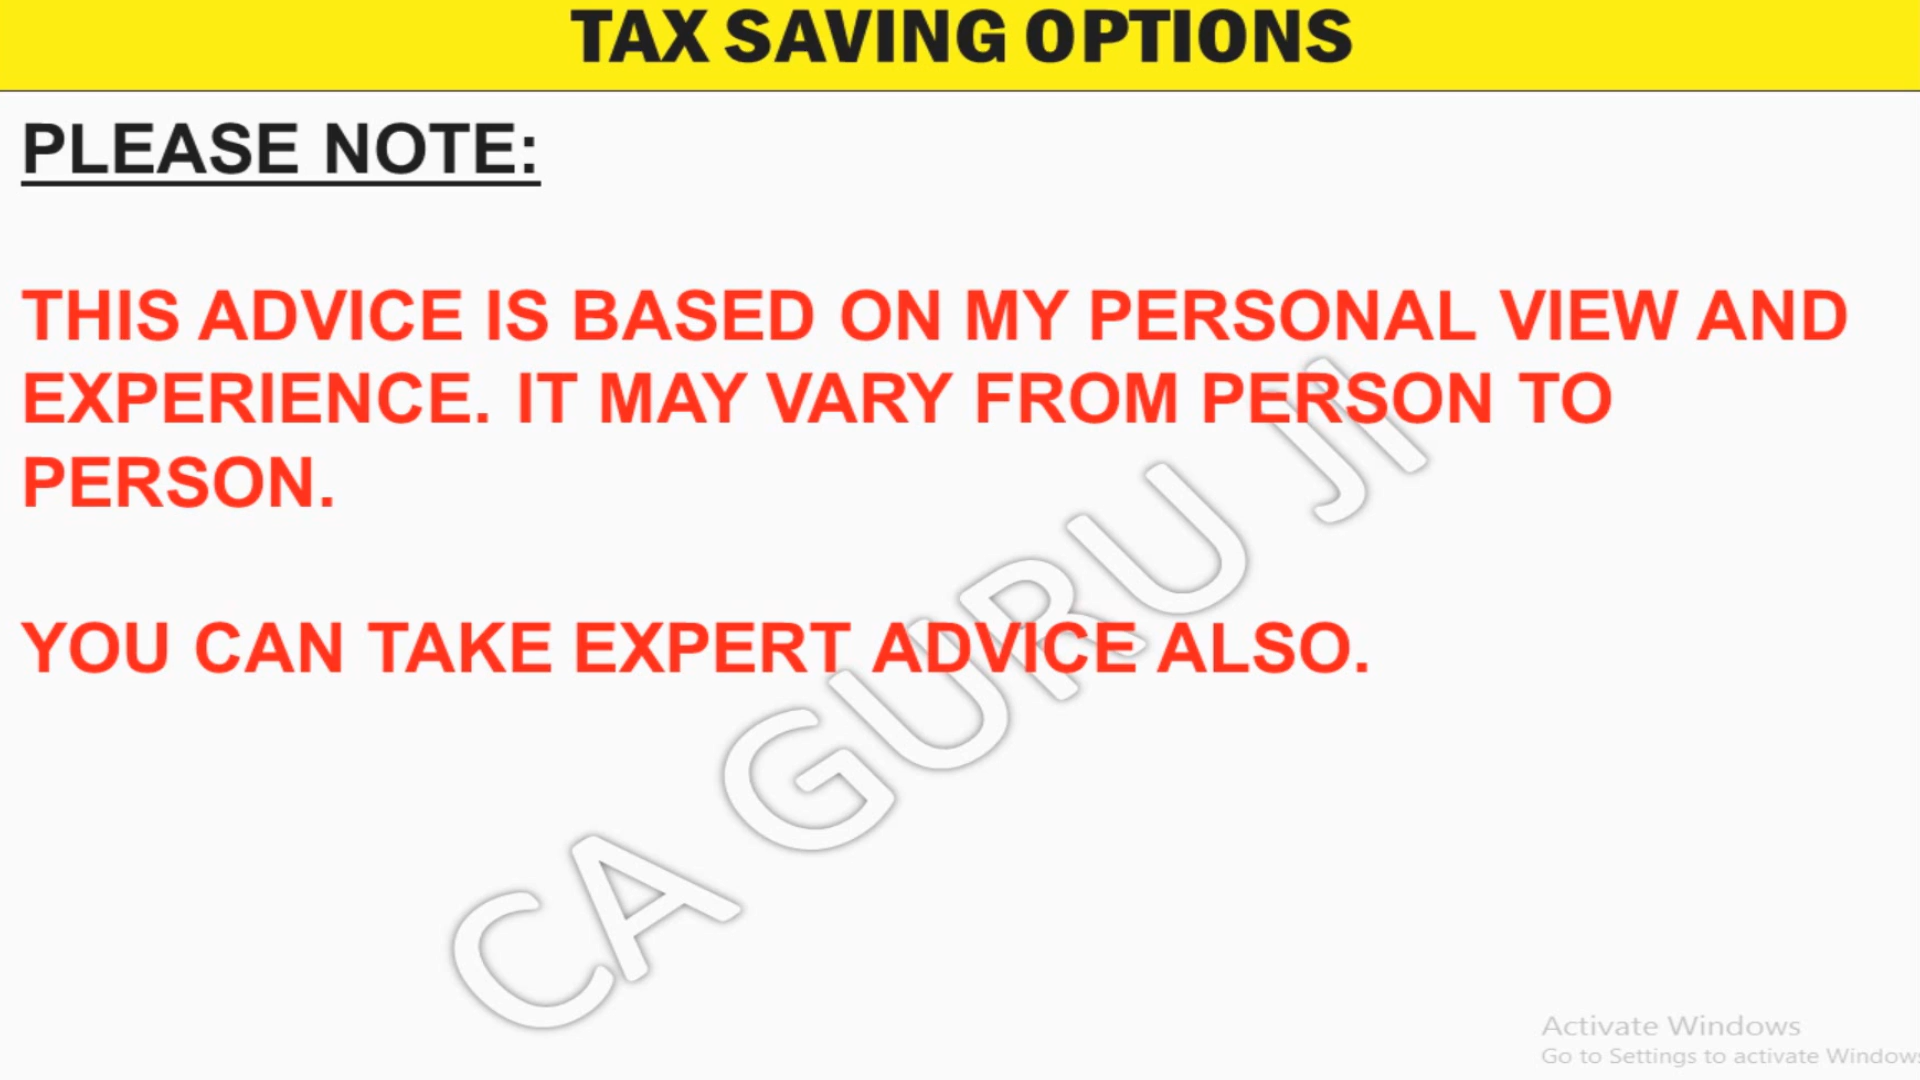 TAX SAVING OPTIONS
PLEASE NOTE:
THIS ADVICE IS BASED ON MY PERSONAL VIEW AND
EXPERIENCE. IT MAY VARY FROM PERSON TO
PERSON.
YOU CAN TAKE EXPERT ADVICE ALSO.
CA GURU JI
Activate Windows
Go to Settings to activate Windows